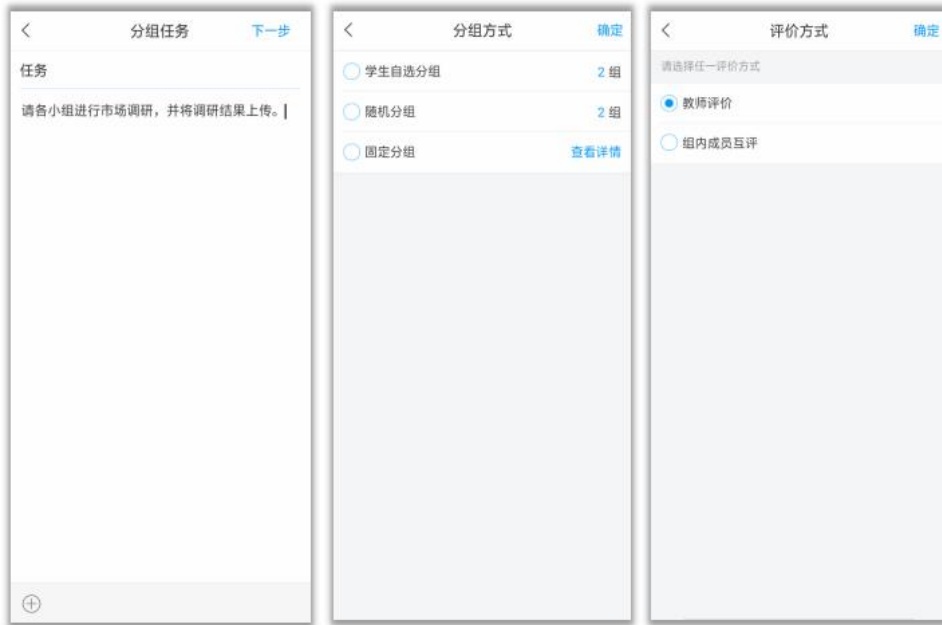 分组任务
下一步
任务
请各小组进行市场调研，并将调研结果上传。
分组方式
确定
学生自选分组
2 组
随机分组
2 组
固定分组
查看详情
评价方式
确定
请选择任一评价方式
教师评价
组内成员互评